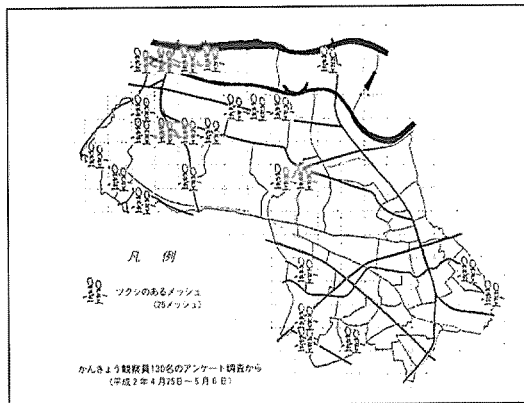 凡例
ツクシのあるメッシュ
(25メッシュ)
かんきょう観察員130名のアンケート調査から
(平成2年4月25日~5月6日)